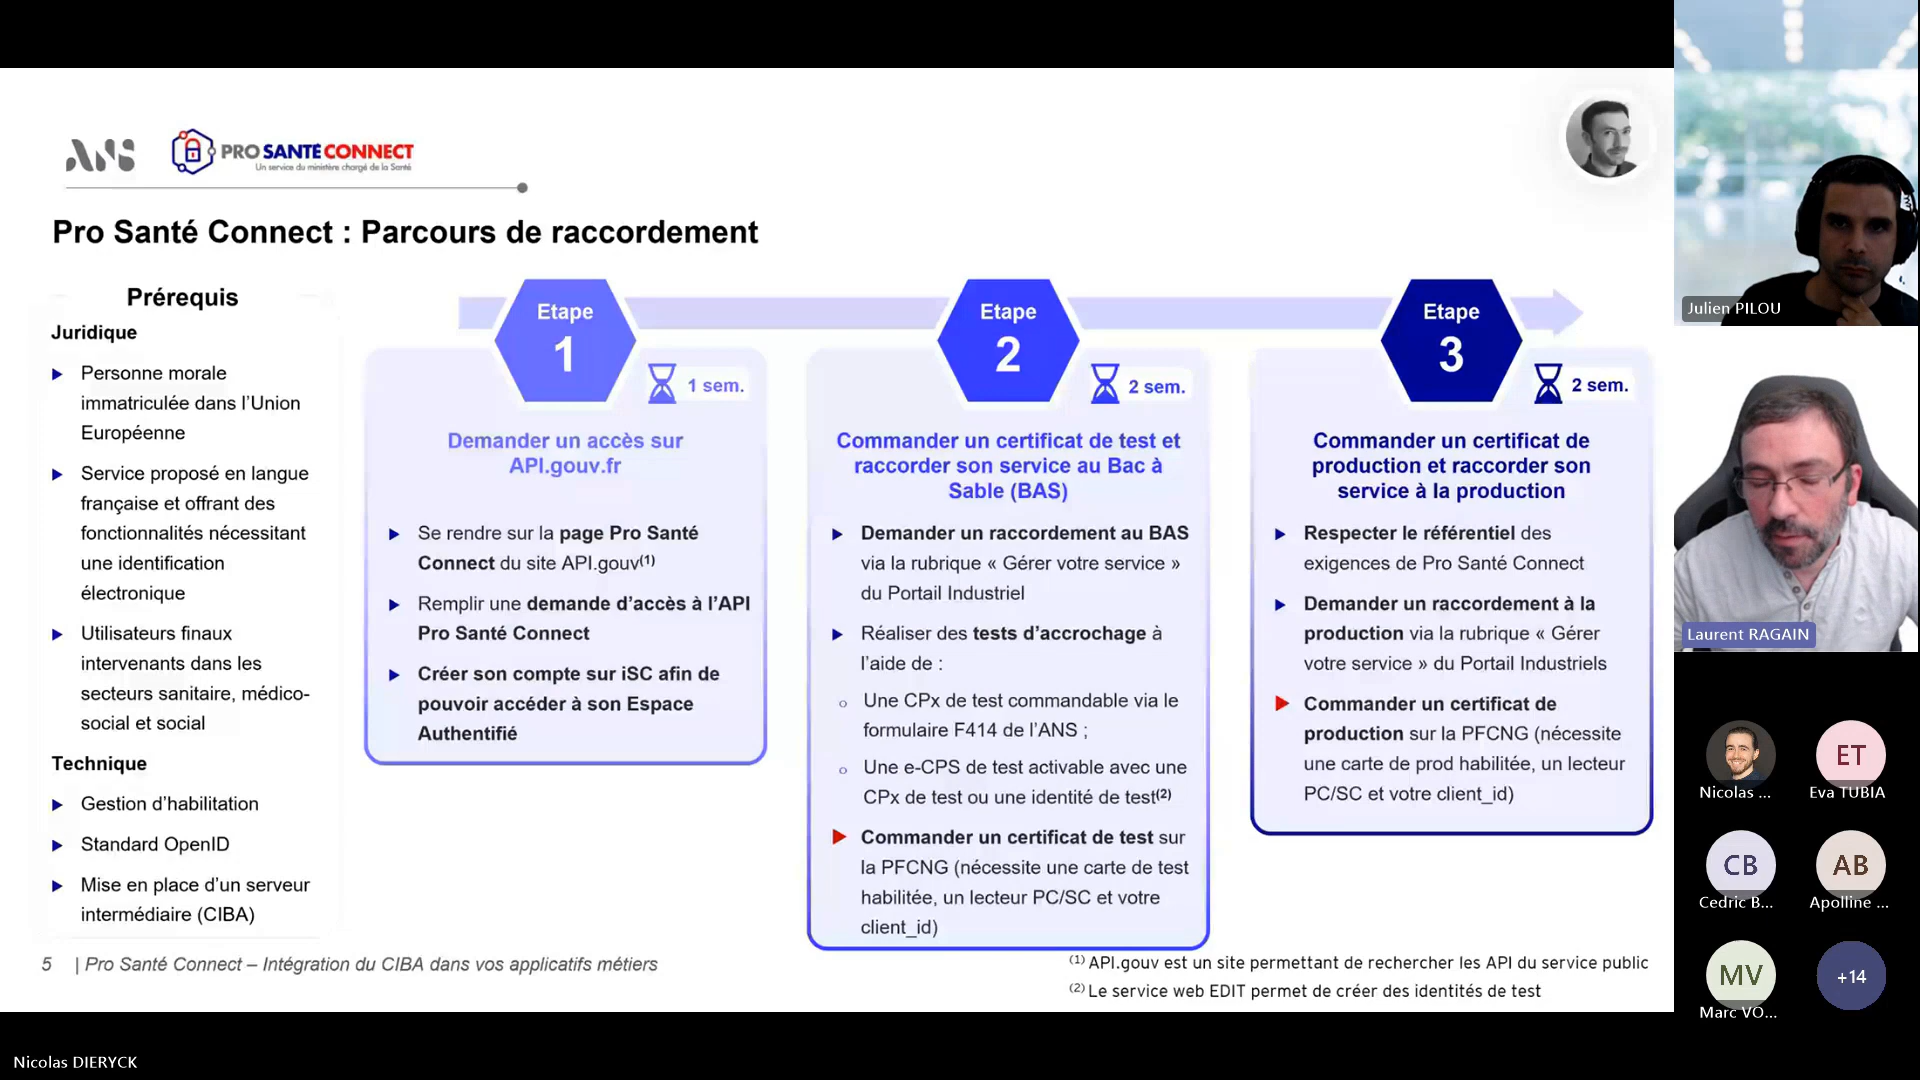 ANS
PRO SANTÉ CONNECT
Un service du ministère chargé de la Santé
Pro Santé Connect : Parcours de raccordement
Prérequis
Juridique
Personne morale
immatriculée dans l’Union
Européenne
Service proposé en langue
française et offrant des
fonctionnalités nécessitant
une identification
électronique
Utilisateurs finaux
intervenants dans les
secteurs sanitaire, médico-
social et social
Technique
Gestion d’habilitation
Standard OpenID
Mise en place d’un serveur
intermédiaire (CIBA)
Etape
1
1 sem.
Demander un accès sur
API.gouv.fr
Se rendre sur la page Pro Santé
Connect du site API.gouv(1)
Remplir une demande d’accès à l’API
Pro Santé Connect
Créer son compte sur iSC afin de
pouvoir accéder à son Espace
Authentifié
Etape
2
2 sem.
Commander un certificat de test et
raccorder son service au Bac à
Sable (BAS)
Demander un raccordement au BAS
via la rubrique « Gérer votre service »
du Portail Industriel
Réaliser des tests d’accrochage à
l’aide de :
Une CPx de test commandable via le
formulaire F414 de l’ANS ;
Une e-CPS de test activable avec une
CPx de test ou une identité de test(2)
Commander un certificat de test sur
la PFCNG (nécessite une carte de test
habilitée, un lecteur PC/SC et votre
client_id)
Etape
3
2 sem.
Commander un certificat de
production et raccorder son
service à la production
Respecter le référentiel des
exigences de Pro Santé Connect
Demander un raccordement à la
production via la rubrique « Gérer
votre service » du Portail Industriels
Commander un certificat de
production sur la PFCNG (nécessite
une carte de prod habilitée, un lecteur
PC/SC et votre client_id)
5 | Pro Santé Connect – Intégration du CIBA dans vos applicatifs métiers
(1) API.gouv est un site permettant de rechercher les API du service public
(2) Le service web EDIT permet de créer des identités de test
Julien PILOU
Laurent RAGAIN
Nicolas ...
ET
Eva TUBIA
CB
Cedric B...
AB
Apolline ...
MV
Marc VO...
+14
Nicolas DIERYCK